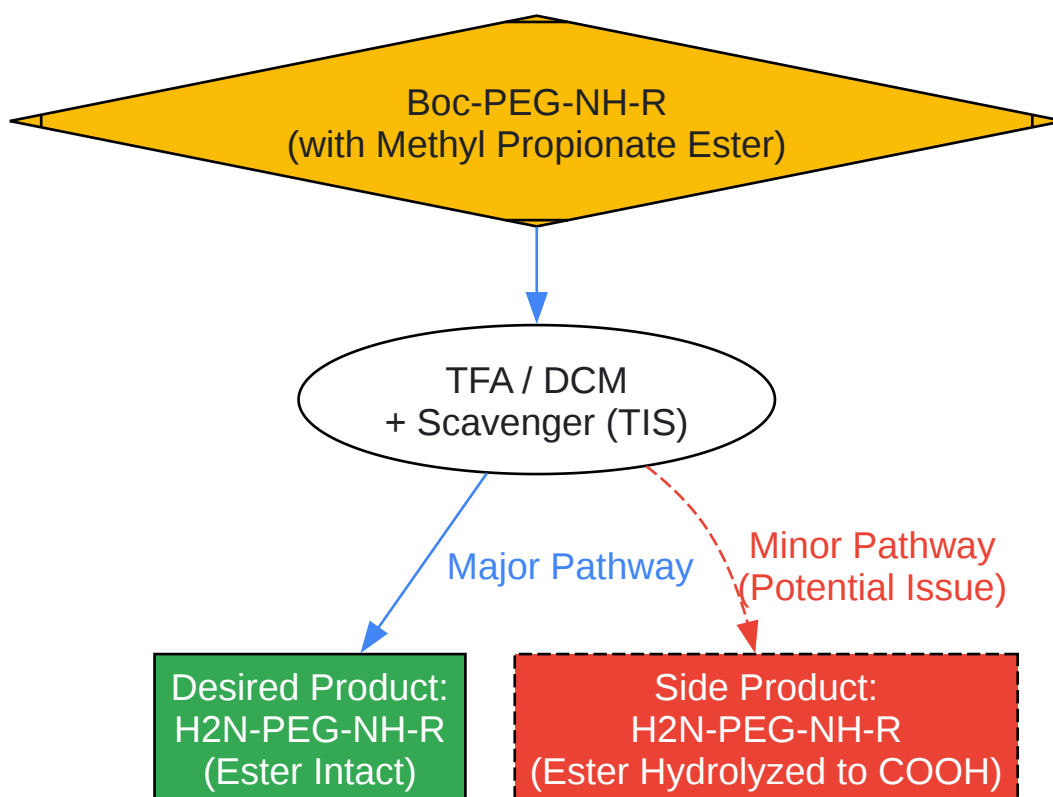 Boc-PEG-NH-R
(with Methyl Propionate Ester)
TFA / DCM
+ Scavenger (TIS)
Major Pathway
Minor Pathway
(Potential Issue)
Desired Product:
H2N-PEG-NH-R
(Ester Intact)
Side Product:
H2N-PEG-NH-R
(Ester Hydrolyzed to COOH)